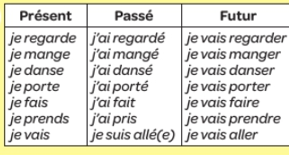 Présent Passé Futur
je regarde j'ai regardé je vais regarder
je mange j'ai mangé je vais manger
je danse j'ai dansé je vais danser
je porte j'ai porté je vais porter
je fais j'ai fait je vais faire
je prends j'ai pris je vais prendre
je vais je suis allé(e) je vais aller